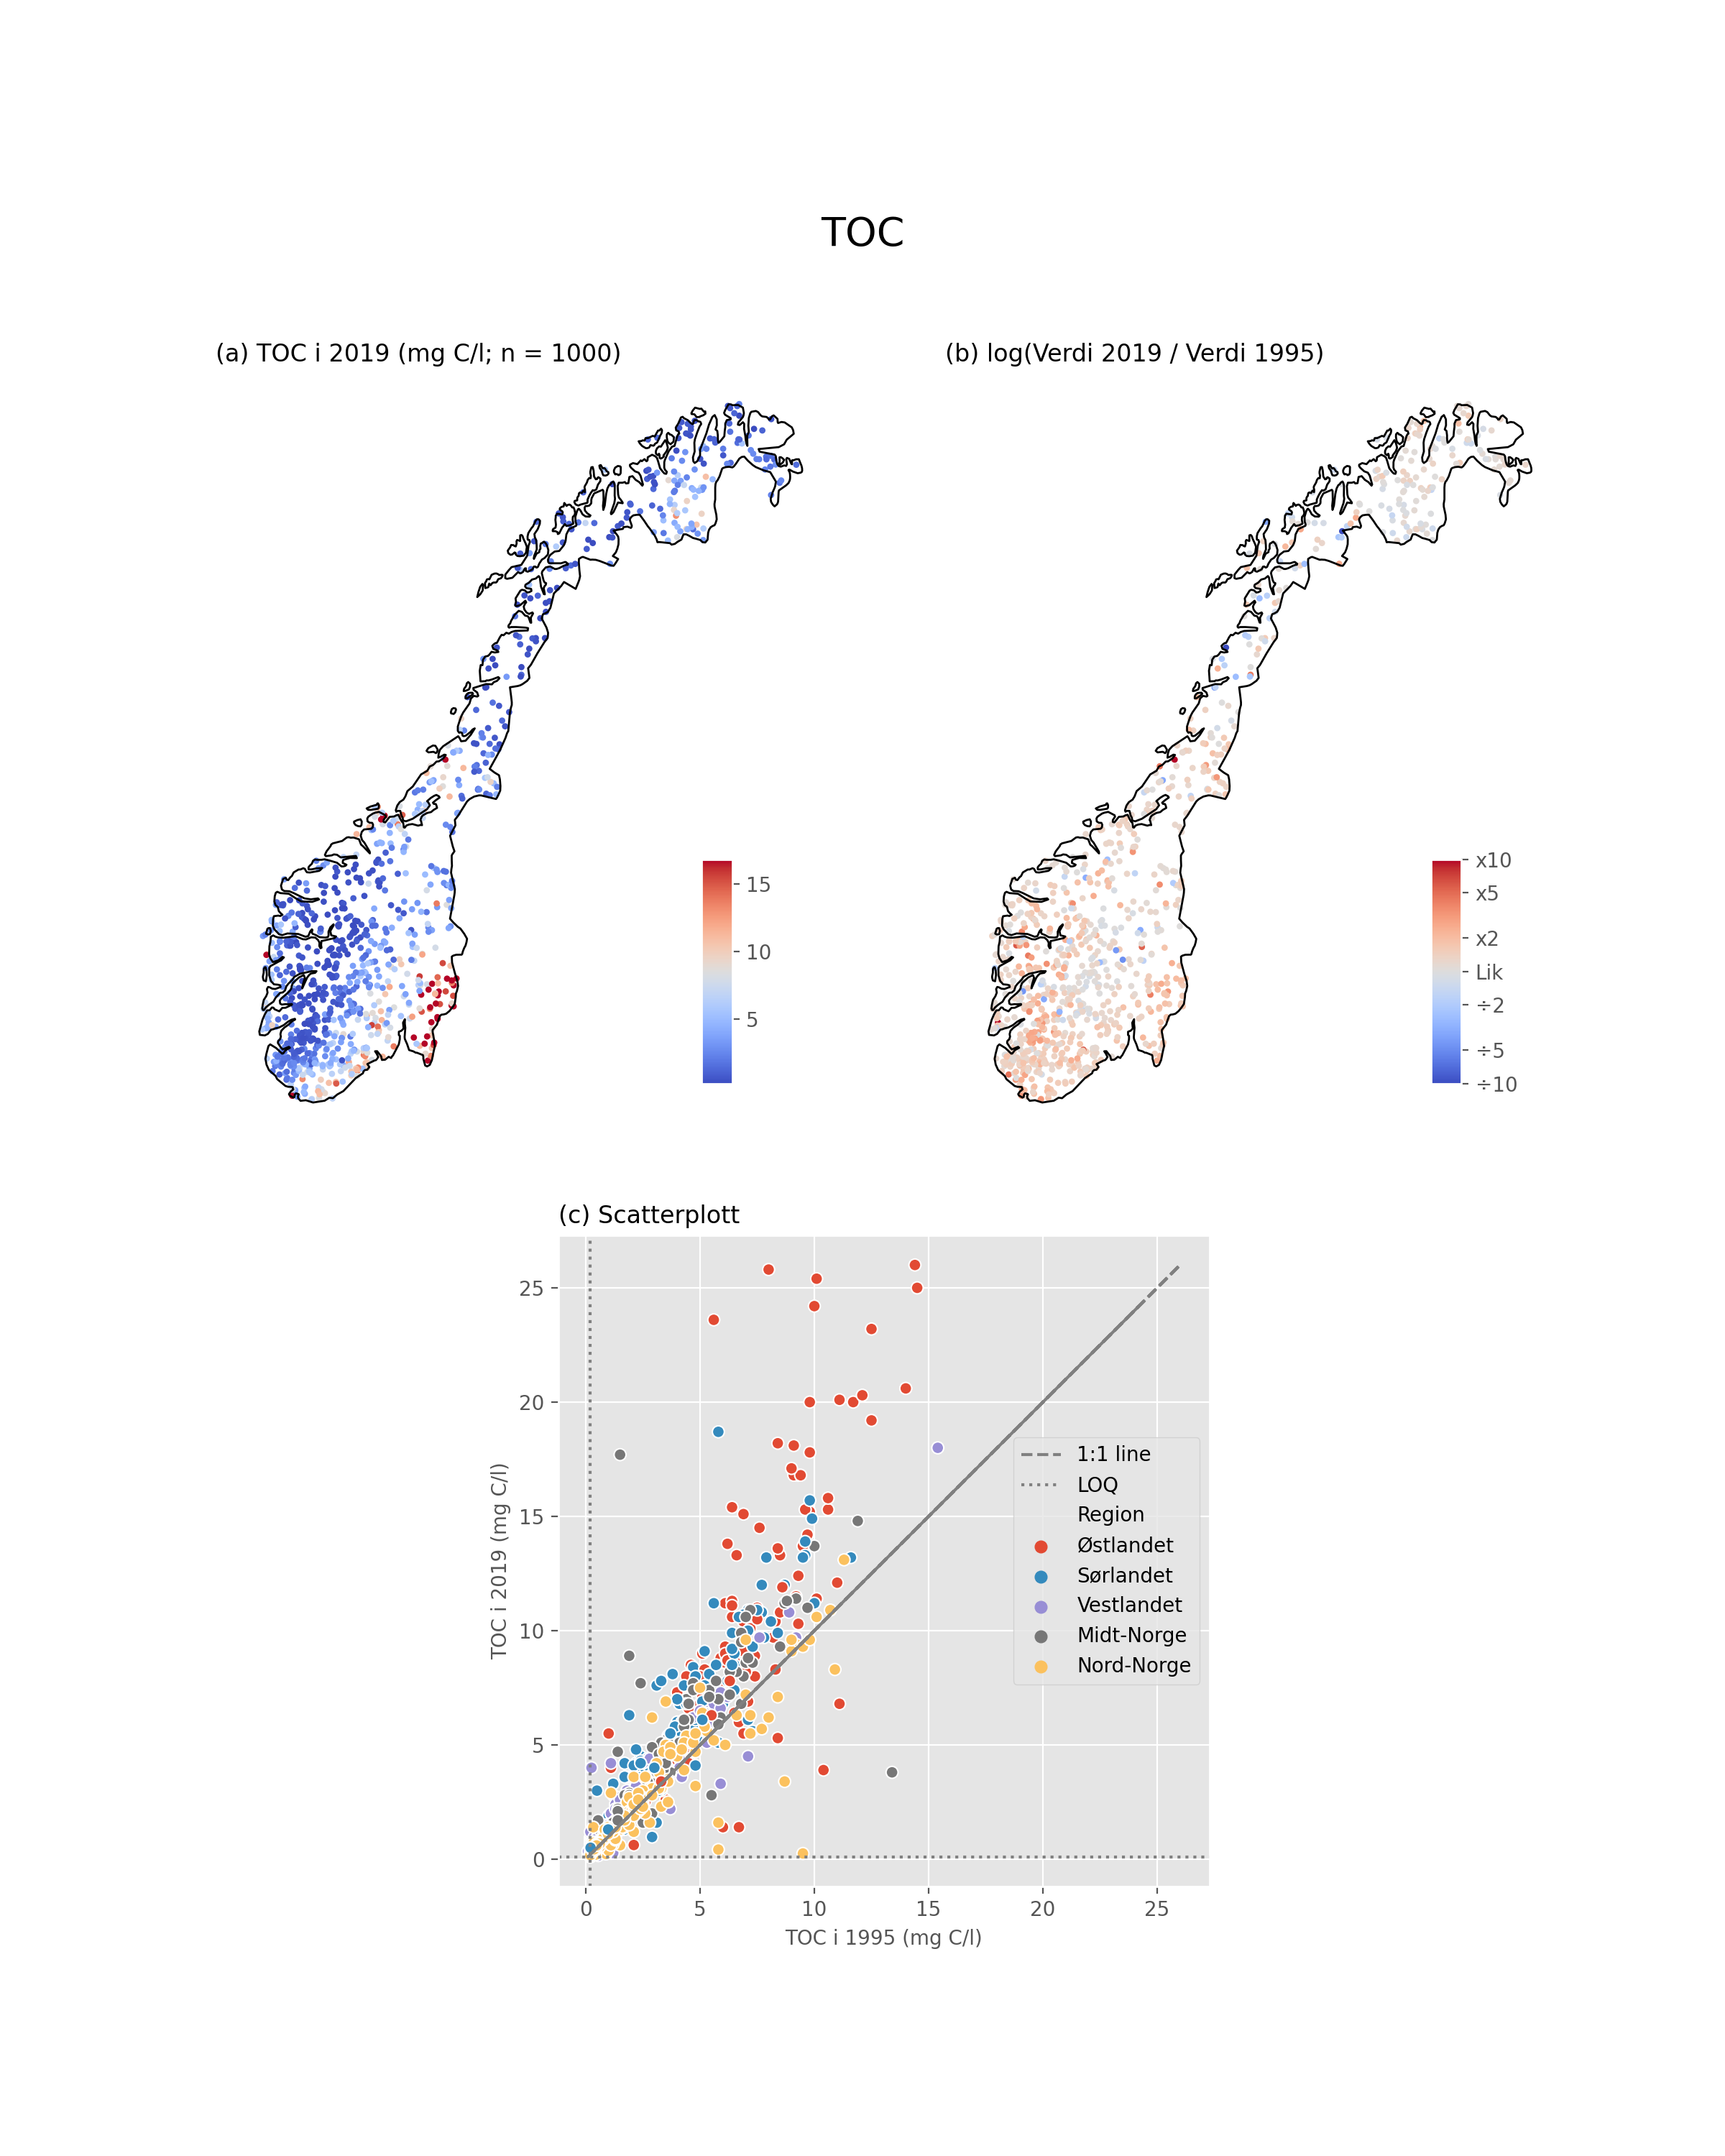 TOC
(a) TOC i 2019 (mg C/l; n = 1000)
(b) log(Verdi 2019 / Verdi 1995)
15
10
5
x10
x5
x2
Lik
÷2
÷5
÷10
(c) Scatterplott
25
20
15
10
5
0
TOC i 2019 (mg C/l)
1:1 line
LOQ
Region
Østlandet
Sørlandet
Vestlandet
Midt-Norge
Nord-Norge
0 5 10 15 20 25
TOC i 1995 (mg C/l)